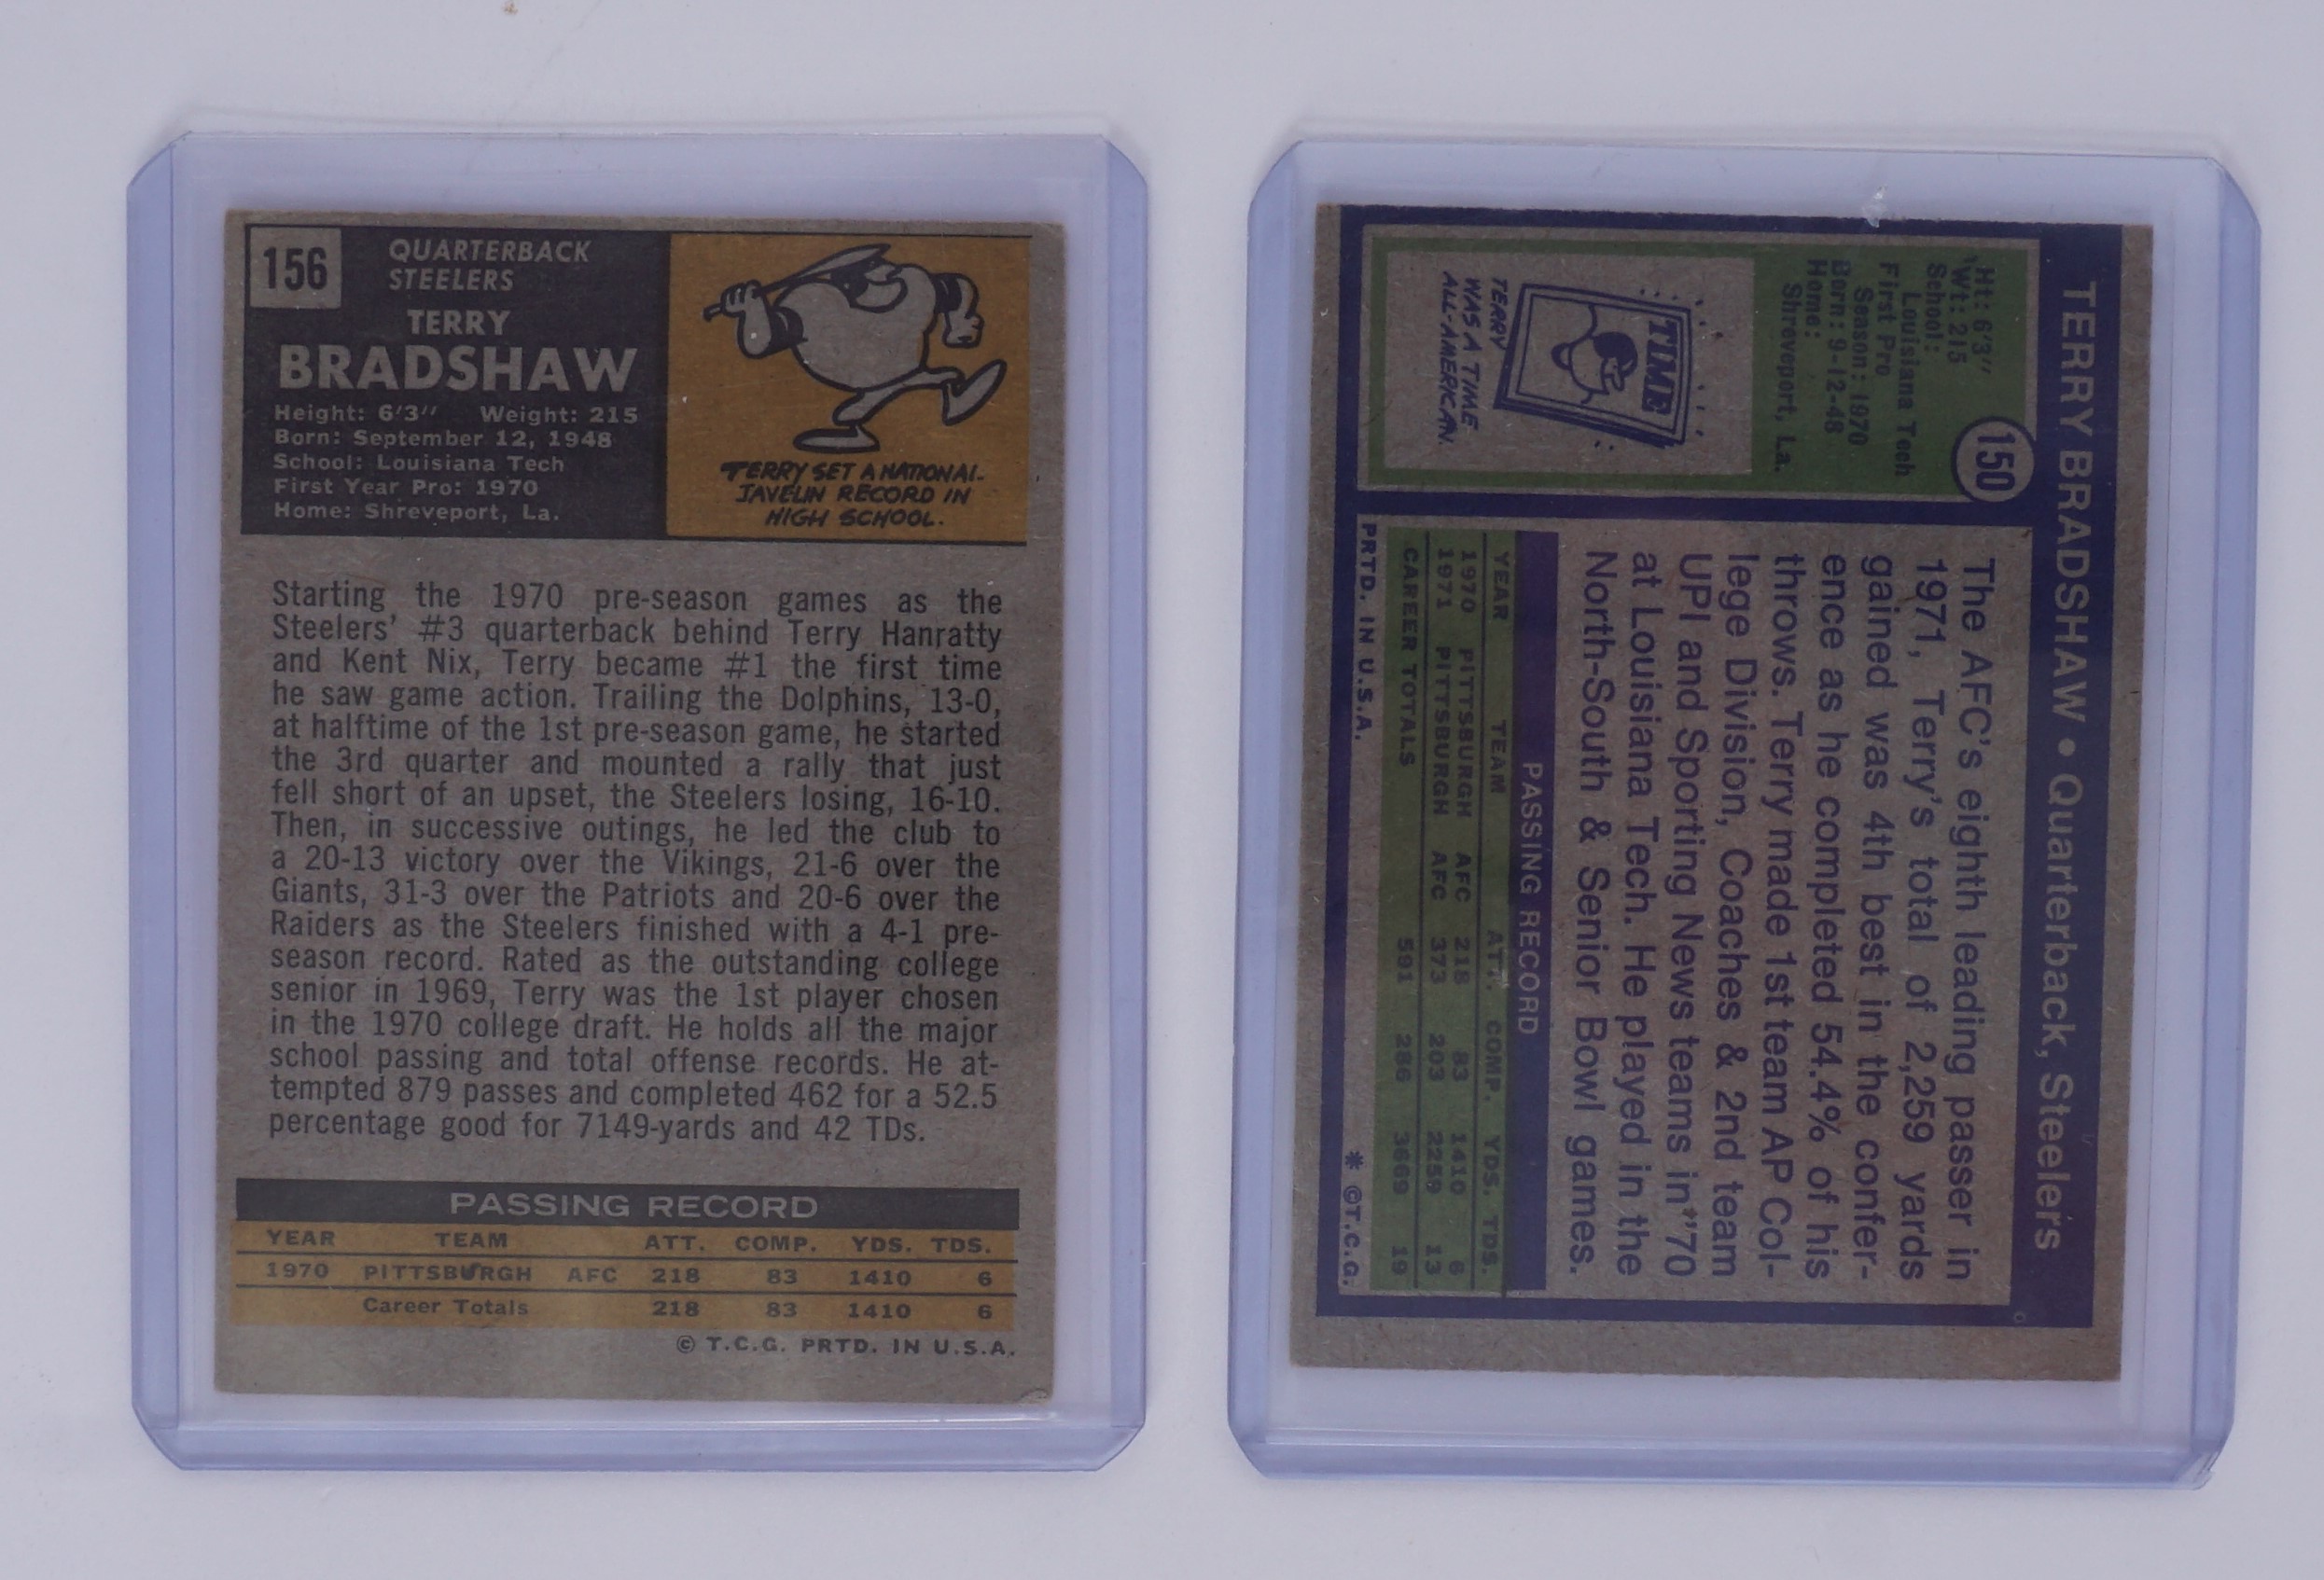 156
QUARTERBACK
STEELERS
TERRY
BRADSHAW
Height: 6'3" Weight: 215
Born: September 12, 1948
School: Louisiana Tech
First Year Pro: 1970
Home: Shreveport, La.
TERRY SET A NATIONAL
JAVELIN RECORD IN
HIGH SCHOOL.
Starting the 1970 pre-season games as the
Steelers' #3 quarterback behind Terry Hanratty
and Kent Nix, Terry became #1 the first time
he saw game action. Trailing the Dolphins, 13-0,
at halftime of the 1st pre-season game, he started
the 3rd quarter and mounted a rally that just
fell short of an upset, the Steelers losing, 16-10.
Then, in successive outings, he led the club to
a 20-13 victory over the Vikings, 21-6 over the
Giants, 31-3 over the Patriots and 20-6 over the
Raiders as the Steelers finished with a 4-1 pre-
season record. Rated as the outstanding college
senior in 1969, Terry was the 1st player chosen
in the 1970 college draft. He holds all the major
school passing and total offense records. He at-
tempted 879 passes and completed 462 for a 52.5
percentage good for 7149-yards and 42 TDs.
PASSING RECORD
YEAR TEAM ATT. COMP. YDS. TDS.
1970 PITTSBURGH AFC 218 83 1410 6
Career Totals 218 83 1410 6
© T.C.G. PRTD. IN U.S.A.
TERRY BRADSHAW • Quarterback, Steelers
150
Ht: 6'3"
Wt: 215
School:
Louisiana Tech
First Pro
Season: 1970
Born: 9-12-48
Home:
Shreveport, La.
TIME
TERRY
WAS A TIME
ALL-AMERICAN.
The AFC's eighth leading passer in
1971, Terry's total of 2,259 yards
gained was 4th best in the confer-
ence as he completed 54.4% of his
throws. Terry made 1st team AP Col-
lege Division, Coaches & 2nd team
UPI and Sporting News teams in '70
at Louisiana Tech. He played in the
North-South & Senior Bowl games.
PASSING RECORD
YEAR TEAM ATT. COMP. YDS. TDS.
1970 PITTSBURGH AFC 218 83 1410 6
1971 PITTSBURGH AFC 373 203 2259 13
CAREER TOTALS 591 286 3669 19
PRTD. IN U.S.A. * ©T.C.G.